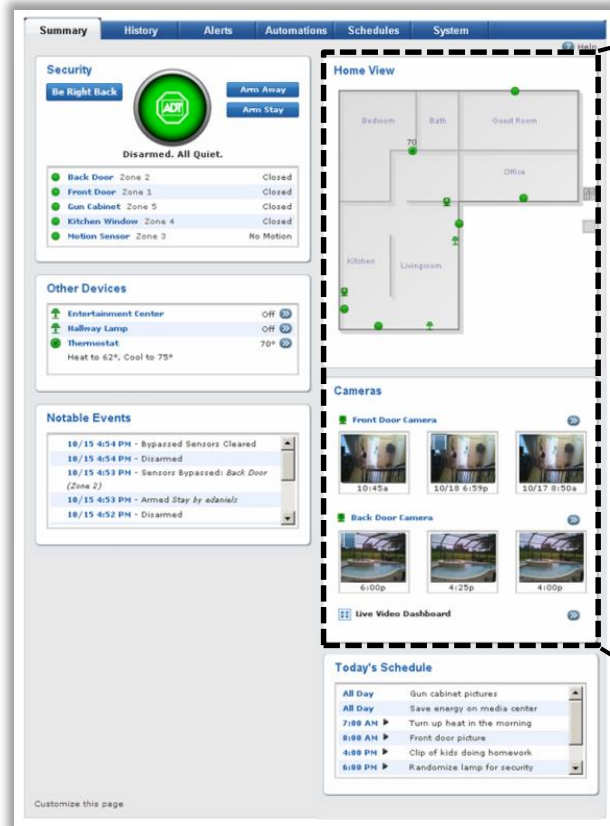 Summary History Alerts Automations Schedules System
Help
Security
Be Right Back
ADT
Arm Away
Arm Stay
Disarmed. All Quiet.
Back Door Zone 2 Closed
Front Door Zone 1 Closed
Gun Cabinet Zone 5 Closed
Kitchen Window Zone 4 Closed
Motion Sensor Zone 3 No Motion
Other Devices
Entertainment Center Off
Hallway Lamp Off
Thermostat 70°
Heat to 62°, Cool to 75°
Notable Events
10/15 4:54 PM - Bypassed Sensors Cleared
10/15 4:54 PM - Disarmed
10/15 4:53 PM - Sensors Bypassed: Back Door
(Zone 2)
10/15 4:53 PM - Armed Stay by edaniels
10/15 4:52 PM - Disarmed
Home View
Bedroom Bath Guest Room
70
Office
Kitchen Livingroom
Cameras
Front Door Camera
10:45a 10/18 6:59p 10/17 8:50a
Back Door Camera
6:00p 4:25p 4:00p
Live Video Dashboard
Today's Schedule
All Day Gun cabinet pictures
All Day Save energy on media center
7:00 AM Turn up heat in the morning
8:00 AM Front door picture
4:00 PM Clip of kids doing homework
6:00 PM Randomize lamp for security
Customize this page